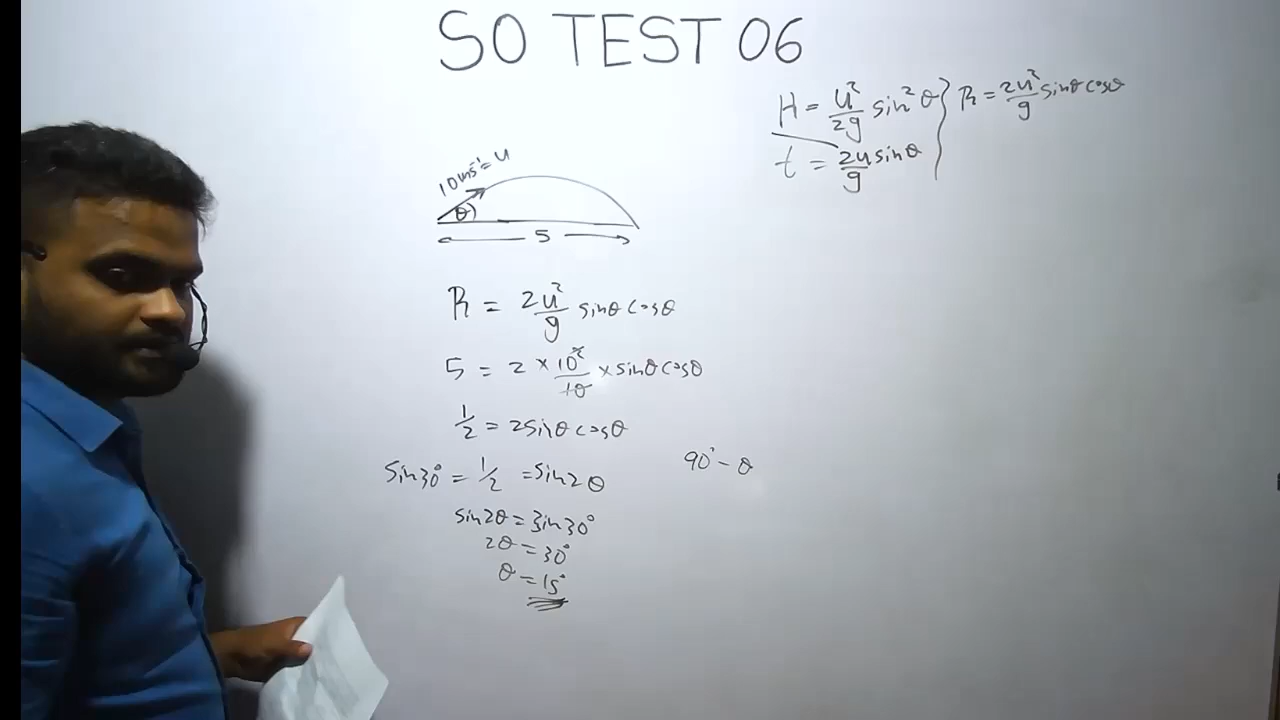 SO TEST 06
H = u²/2g sin²θ } R = 2u²/g sinθ cosθ
t = 2u sinθ/g
10ms⁻¹ = u
θ
5
R = 2u²/g sinθ cosθ
5 = 2 × 10²/10 × sinθ cosθ
1/2 = 2sinθ cosθ
sin30° = 1/2 = sin2θ
90° - θ
sin2θ = sin30°
2θ = 30°
θ = 15°